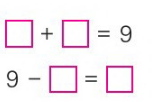 □ + □ = 9
9 − □ = □